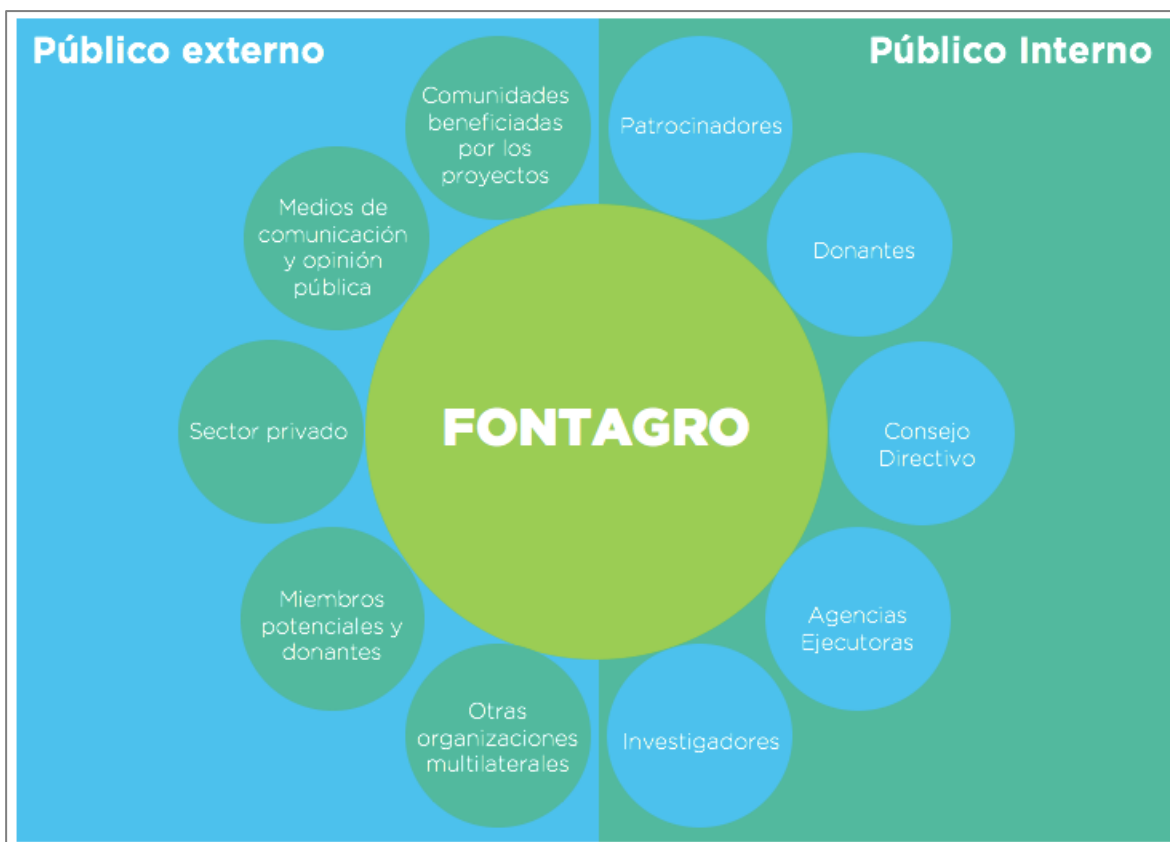 Público externo
Público Interno
Comunidades
beneficiadas
por los
proyectos
Patrocinadores
Medios de
comunicación
y opinión
pública
Donantes
FONTAGRO
Sector privado
Consejo
Directivo
Miembros
potenciales y
donantes
Agencias
Ejecutoras
Otras
organizaciones
multilaterales
Investigadores